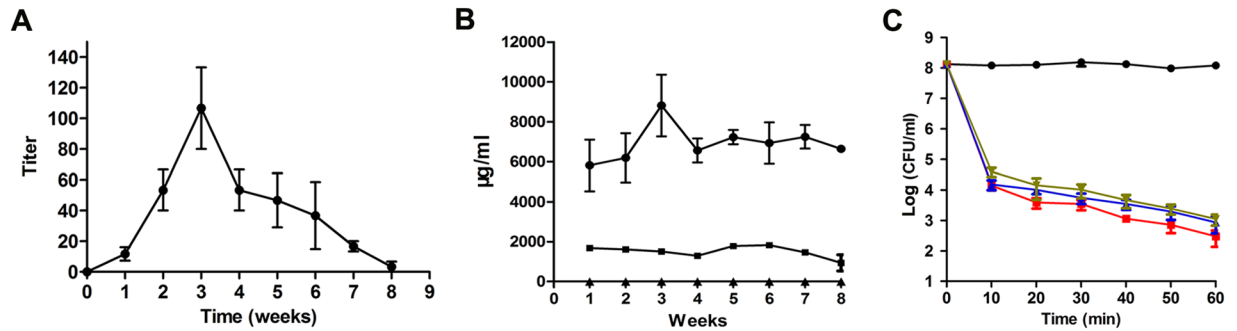 A
Titer
140
120
100
80
60
40
20
0
0 1 2 3 4 5 6 7 8 9
Time (weeks)
B
µg/ml
12000
10000
8000
6000
4000
2000
0
0 1 2 3 4 5 6 7 8
Weeks
C
Log (CFU/ml)
9
8
7
6
5
4
3
2
1
0 10 20 30 40 50 60
Time (min)